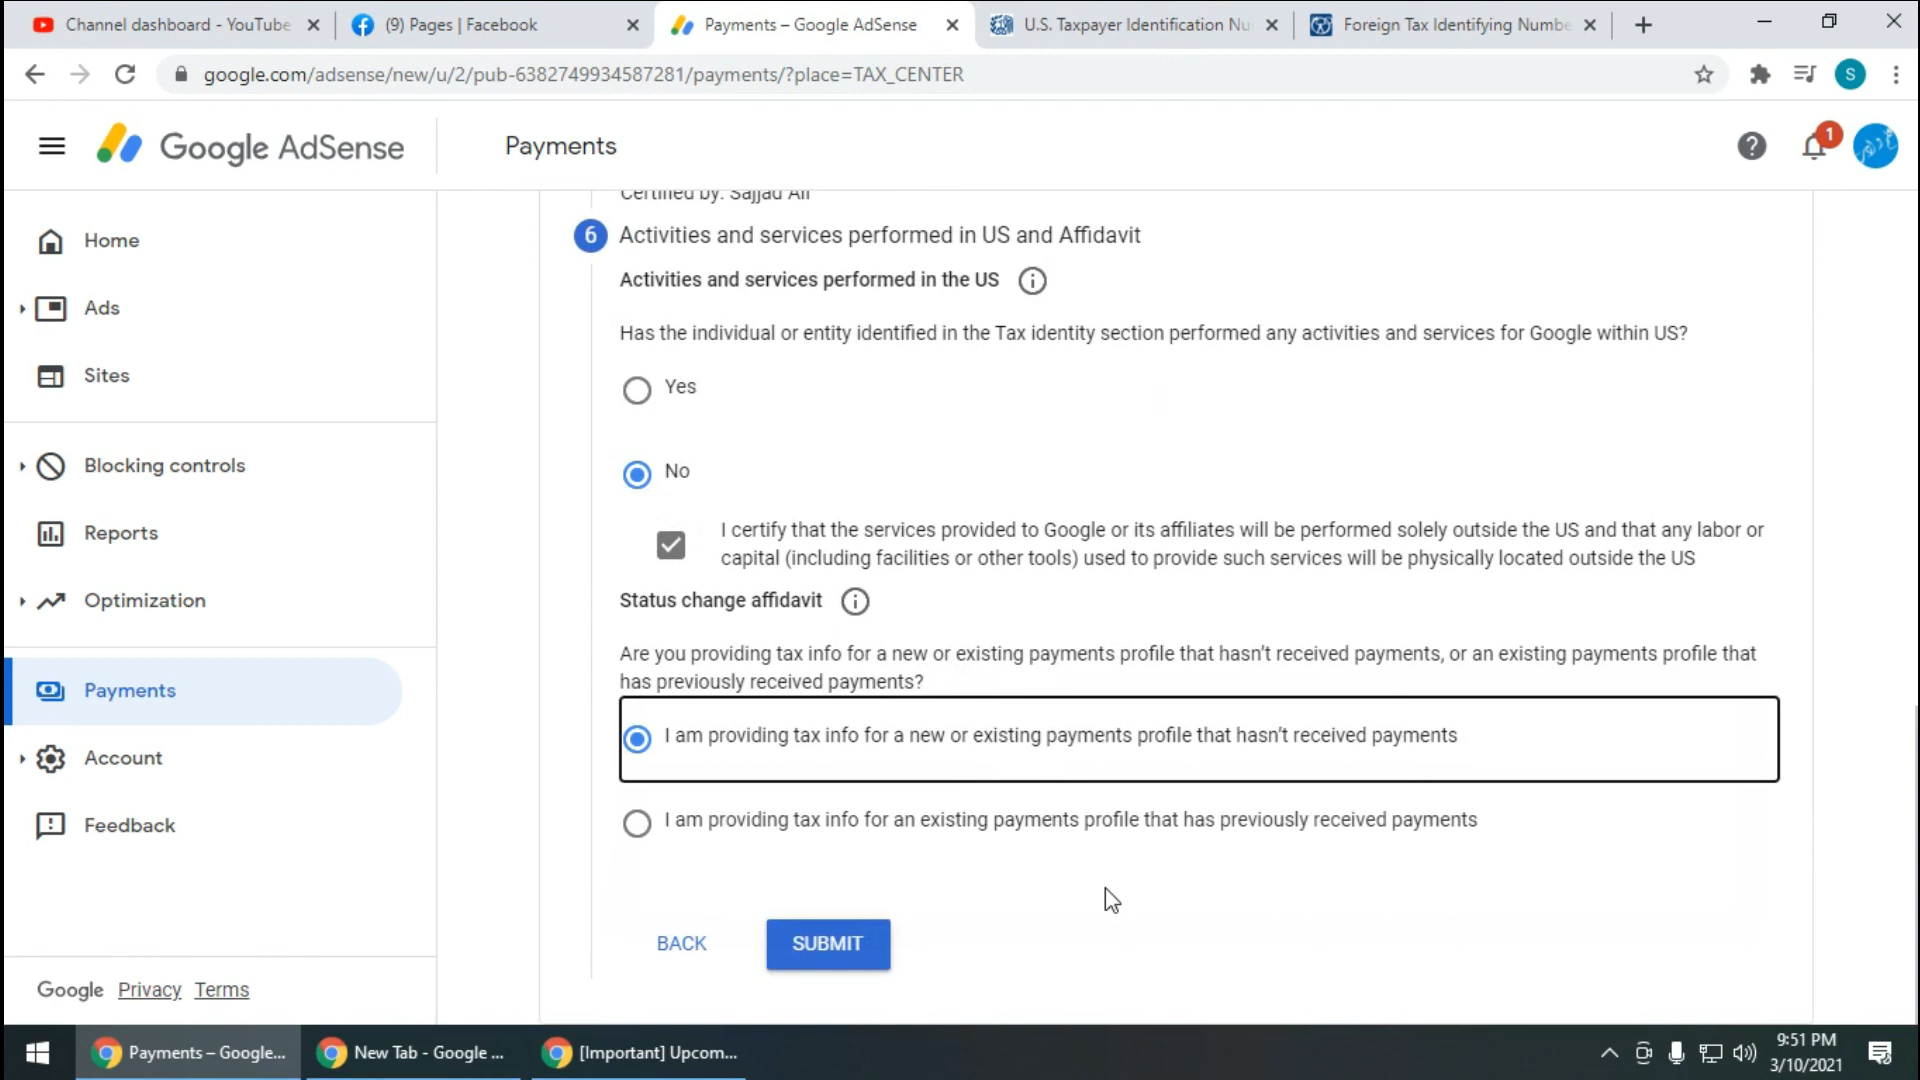 Channel dashboard - YouTube
(9) Pages | Facebook
Payments – Google AdSense
U.S. Taxpayer Identification Nu
Foreign Tax Identifying Numbe
google.com/adsense/new/u/2/pub-6382749934587281/payments/?place=TAX_CENTER
S
Google AdSense
Payments
1
Home
Ads
Sites
Blocking controls
Reports
Optimization
Payments
Account
Feedback
Google Privacy Terms
Certified by: Sajjad Ali
6 Activities and services performed in US and Affidavit
Activities and services performed in the US
Has the individual or entity identified in the Tax identity section performed any activities and services for Google within US?
Yes
No
I certify that the services provided to Google or its affiliates will be performed solely outside the US and that any labor or
capital (including facilities or other tools) used to provide such services will be physically located outside the US
Status change affidavit
Are you providing tax info for a new or existing payments profile that hasn’t received payments, or an existing payments profile that
has previously received payments?
I am providing tax info for a new or existing payments profile that hasn’t received payments
I am providing tax info for an existing payments profile that has previously received payments
BACK
SUBMIT
Payments – Google...
New Tab - Google ...
[Important] Upcom...
9:51 PM
3/10/2021